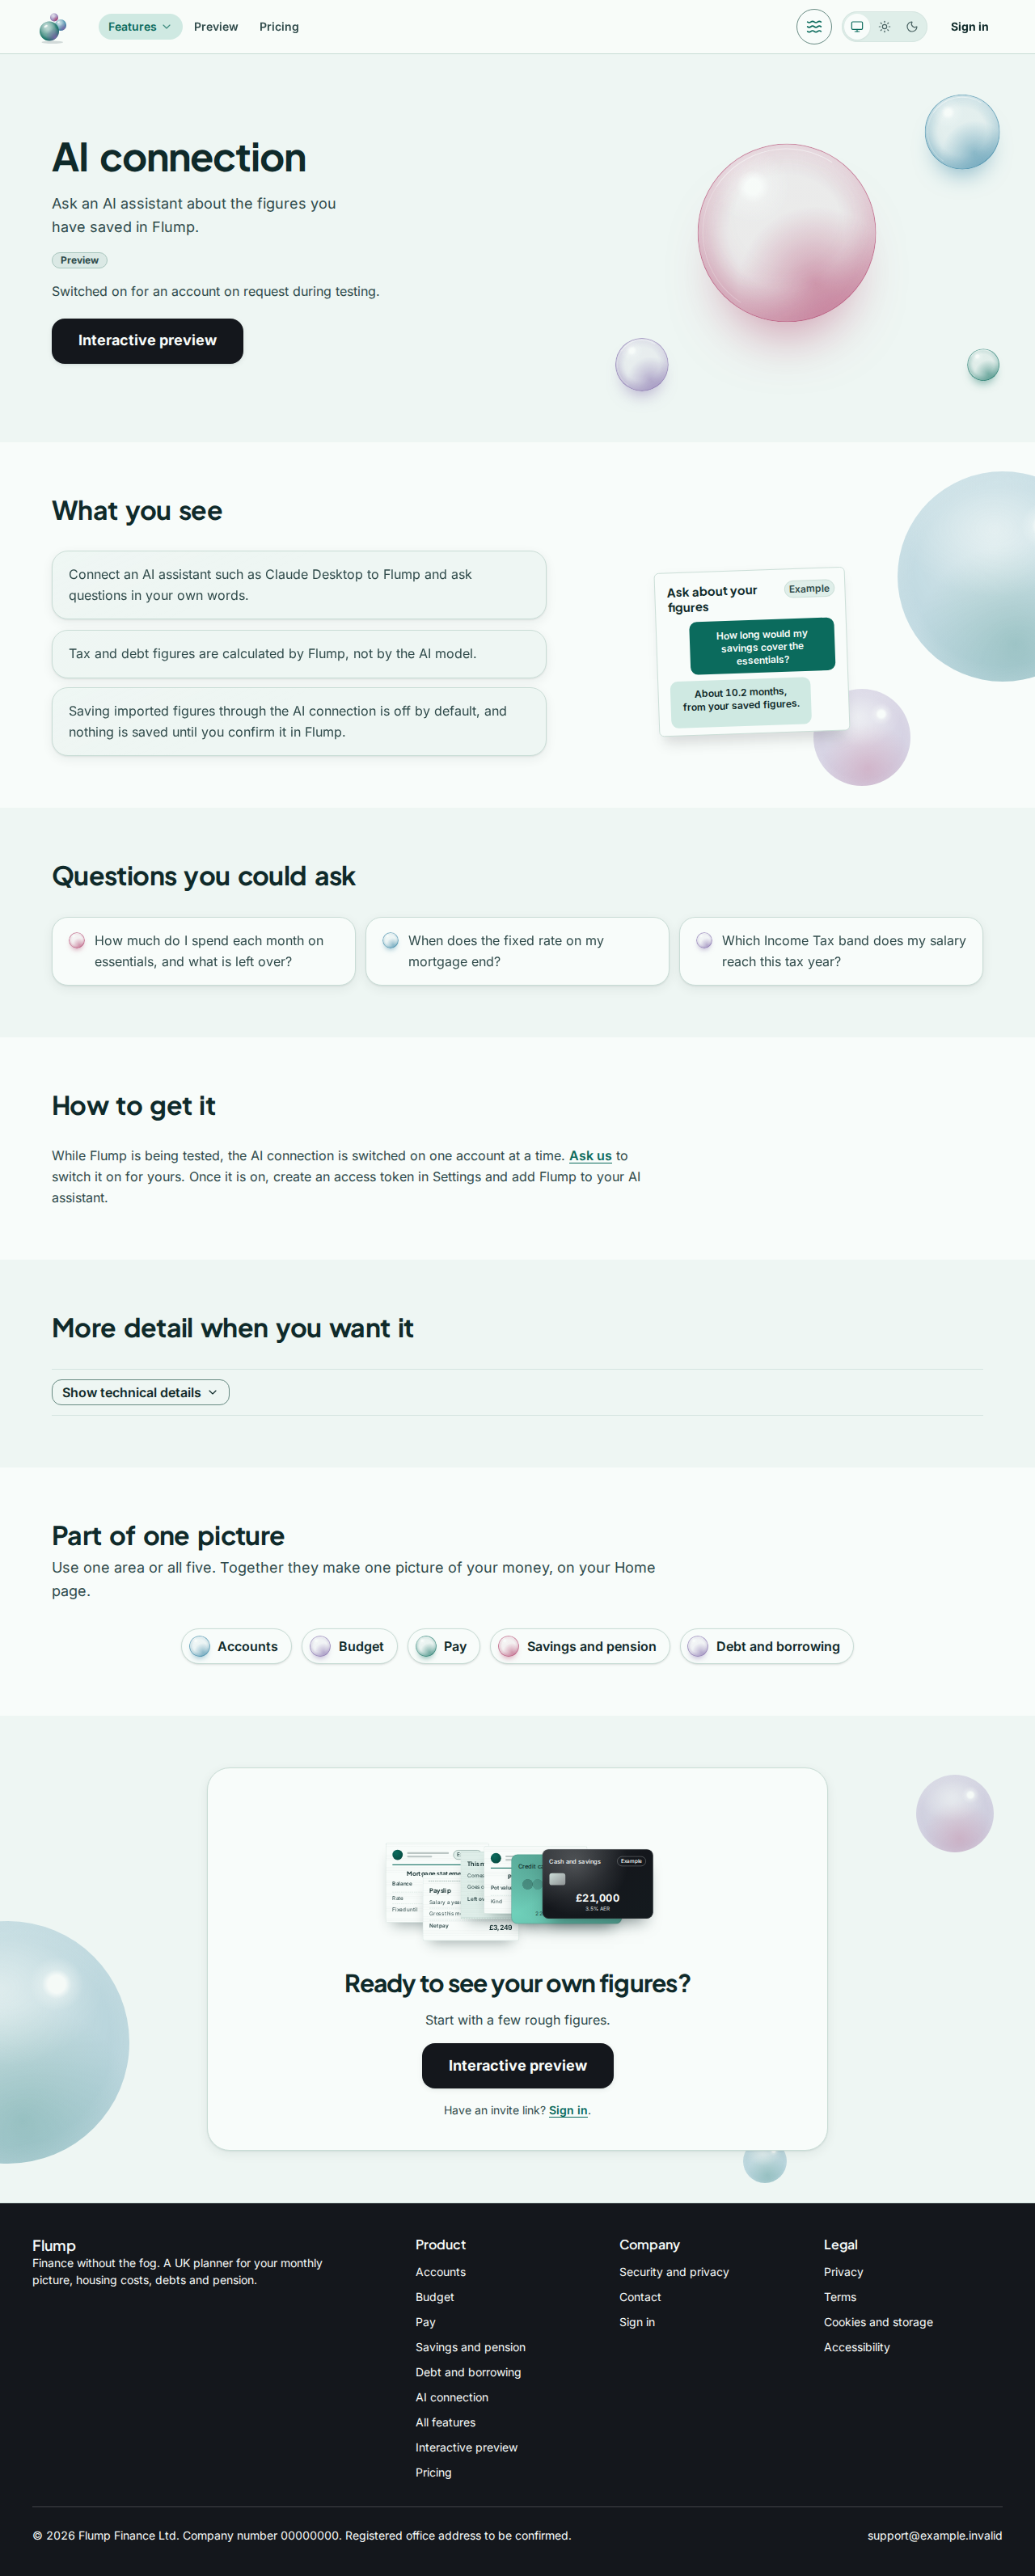 Features
Preview
Pricing
Sign in
AI connection
Ask an AI assistant about the figures you
have saved in Flump.
Preview
Switched on for an account on request during testing.
Interactive preview
What you see
Connect an AI assistant such as Claude Desktop to Flump and ask
questions in your own words.
Tax and debt figures are calculated by Flump, not by the AI model.
Saving imported figures through the AI connection is off by default, and
nothing is saved until you confirm it in Flump.
Ask about your
figures
Example
How long would my
savings cover the
essentials?
About 10.2 months,
from your saved figures.
Questions you could ask
How much do I spend each month on
essentials, and what is left over?
When does the fixed rate on my
mortgage end?
Which Income Tax band does my salary
reach this tax year?
How to get it
While Flump is being tested, the AI connection is switched on one account at a time. Ask us to
switch it on for yours. Once it is on, create an access token in Settings and add Flump to your AI
assistant.
More detail when you want it
Show technical details
Part of one picture
Use one area or all five. Together they make one picture of your money, on your Home
page.
Accounts
Budget
Pay
Savings and pension
Debt and borrowing
Balance
Rate
Fixed until
Payslip
Salary a year
Net pay
£3,249
Kind
Cash and savings
Example
£21,000
3.5% AER
Ready to see your own figures?
Start with a few rough figures.
Interactive preview
Have an invite link? Sign in.
Flump
Finance without the fog. A UK planner for your monthly
picture, housing costs, debts and pension.
Product
Accounts
Budget
Pay
Savings and pension
Debt and borrowing
AI connection
All features
Interactive preview
Pricing
Company
Security and privacy
Contact
Sign in
Legal
Privacy
Terms
Cookies and storage
Accessibility
© 2026 Flump Finance Ltd. Company number 00000000. Registered office address to be confirmed.
support@example.invalid